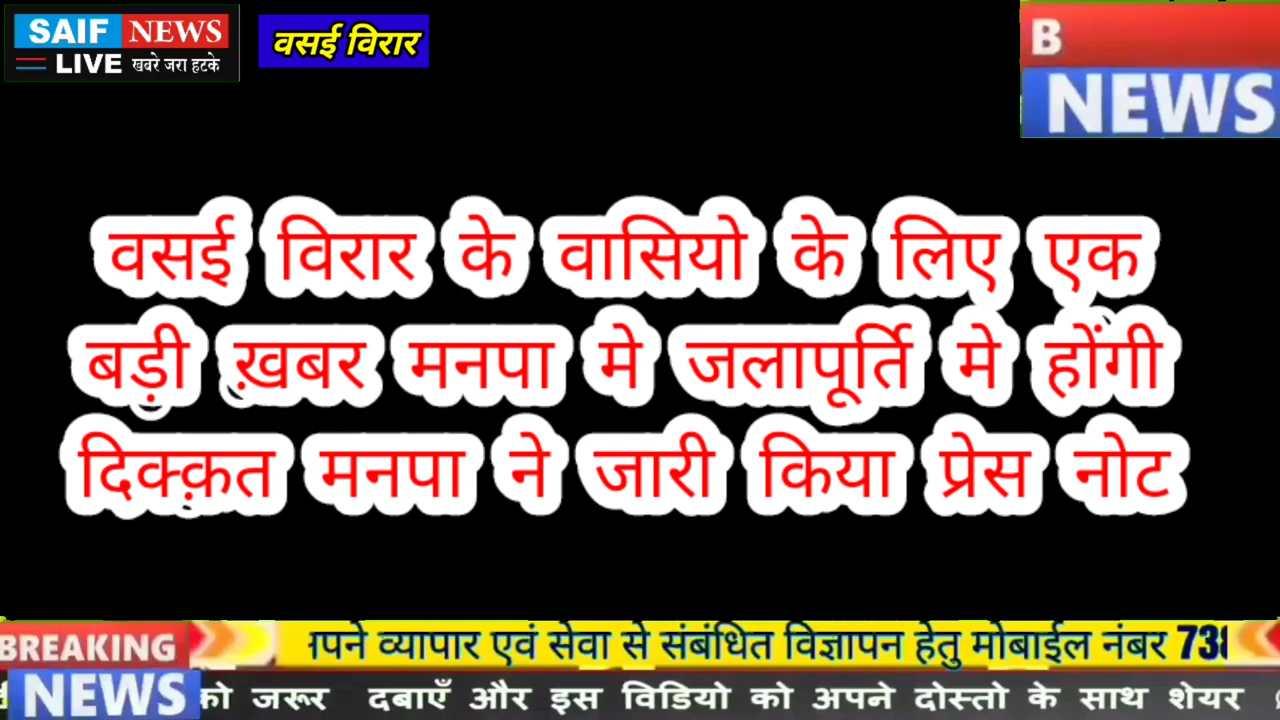 SAIF NEWS
LIVE खबरे जरा हटके
वसई विरार
B
NEWS
वसई विरार के वासियो के लिए एक
बड़ी ख़बर मनपा मे जलापूर्ति मे होंगी
दिक्क़त मनपा ने जारी किया प्रेस नोट
BREAKING
NEWS
व्यापार एवं सेवा से संबंधित विज्ञापन हेतु मोबाईल नंबर
को जरूर दबाएँ और इस विडियो को अपने दोस्तो के साथ शेयर